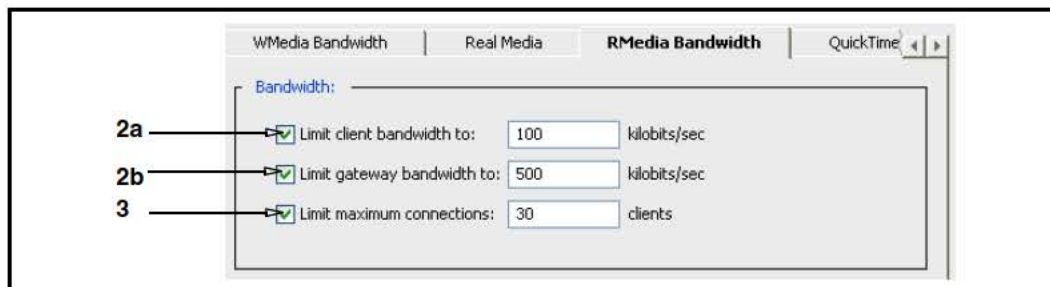 WMedia Bandwidth Real Media RMedia Bandwidth QuickTime
Bandwidth:
2a Limit client bandwidth to: 100 kilobits/sec
2b Limit gateway bandwidth to: 500 kilobits/sec
3 Limit maximum connections: 30 clients